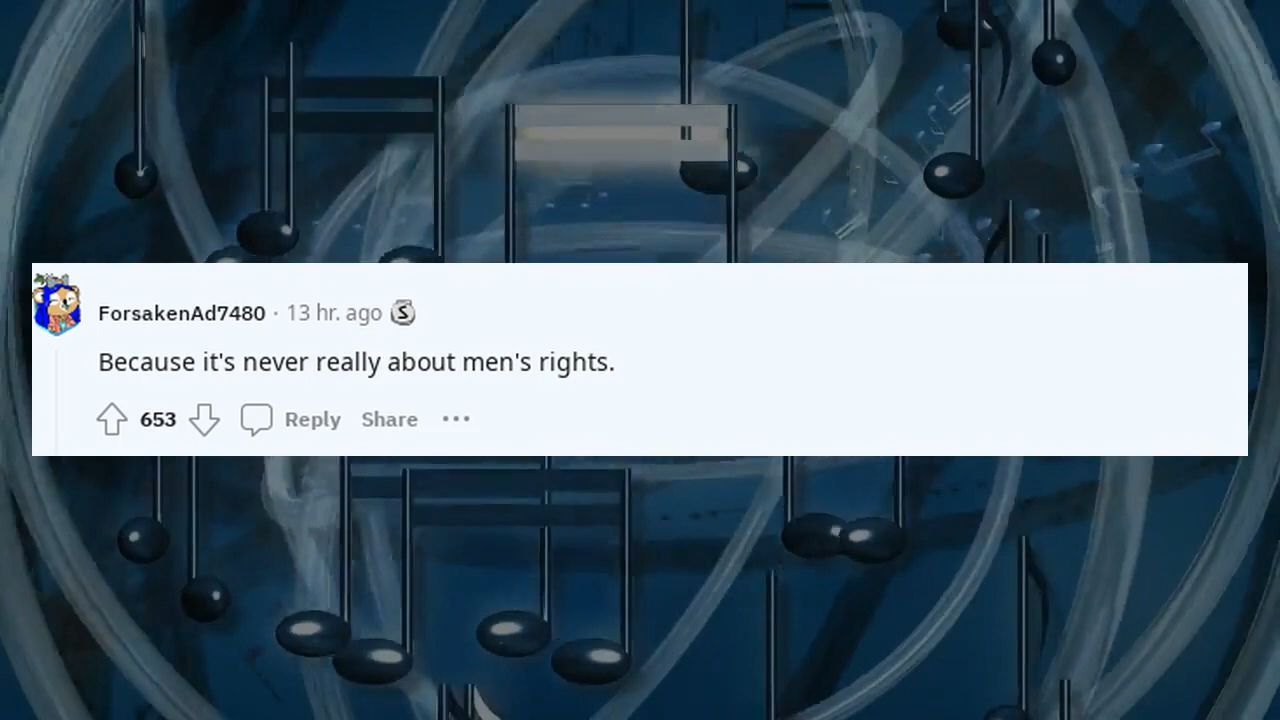 ForsakenAd7480 · 13 hr. ago
Because it's never really about men's rights.
653 Reply Share ···